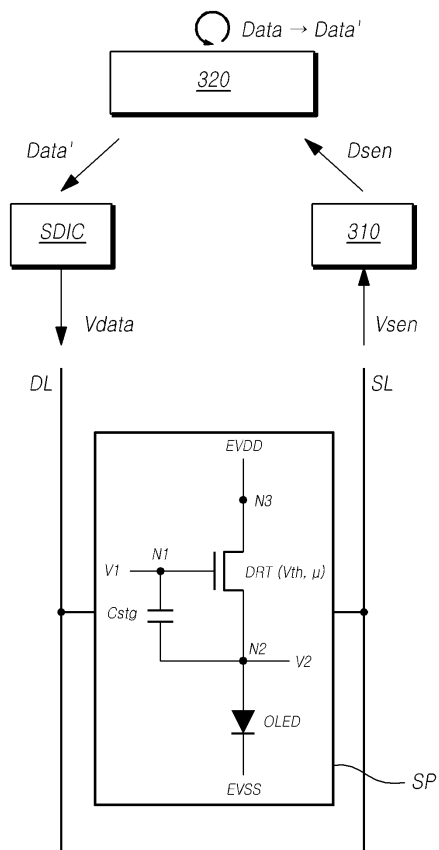 Data → Data'
320
Data'
Dsen
SDIC
310
Vdata
Vsen
DL
SL
EVDD
N3
N1
V1
DRT (Vth, μ)
Cstg
N2
V2
OLED
EVSS
SP